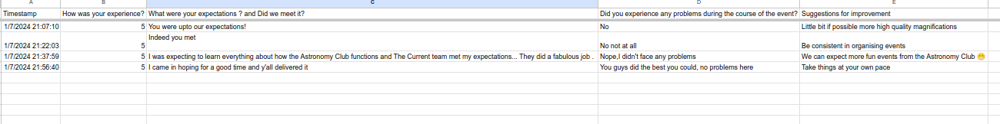 A B C D E
Timestamp How was your experience? What were your expectations ? and Did we meet it? Did you experience any problems during the course of the event? Suggestions for improvement
1/7/2024 21:07:10 5 You were upto our expectations! No Little bit if possible more high quality magnifications
Indeed you met
1/7/2024 21:22:03 5 No not at all Be consistent in organising events
1/7/2024 21:37:59 5 I was expecting to learn everything about how the Astronomy Club functions and The Current team met my expectations... They did a fabulous job . Nope,I didn't face any problems We can expect more fun events from the Astronomy Club 😁
1/7/2024 21:56:40 5 I came in hoping for a good time and y'all delivered it You guys did the best you could, no problems here Take things at your own pace